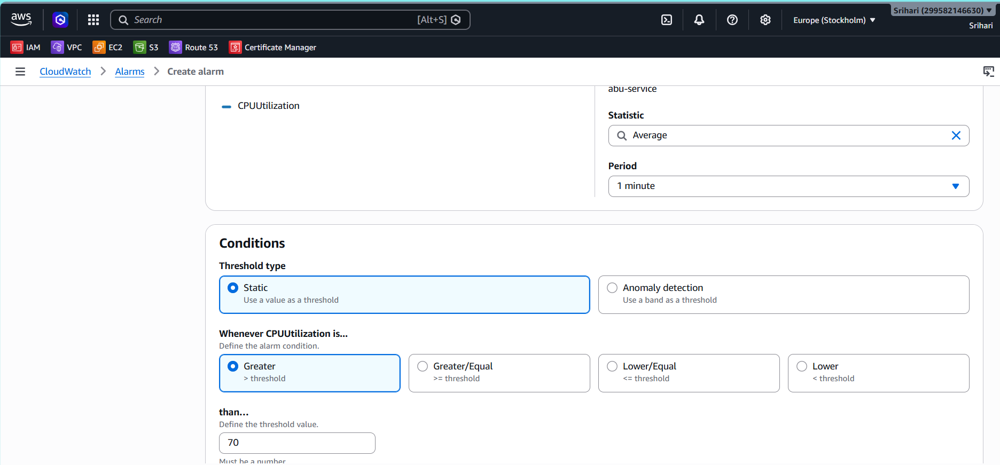 aws
Search [Alt+S]
Europe (Stockholm)
Srihari (299582146630)
Srihari
IAM VPC EC2 S3 Route 53 Certificate Manager
CloudWatch Alarms Create alarm
abu-service
CPUUtilization
Statistic
Average
Period
1 minute
Conditions
Threshold type
Static
Use a value as a threshold
Anomaly detection
Use a band as a threshold
Whenever CPUUtilization is...
Define the alarm condition.
Greater
> threshold
Greater/Equal
>= threshold
Lower/Equal
<= threshold
Lower
< threshold
than...
Define the threshold value.
70
Must be a number